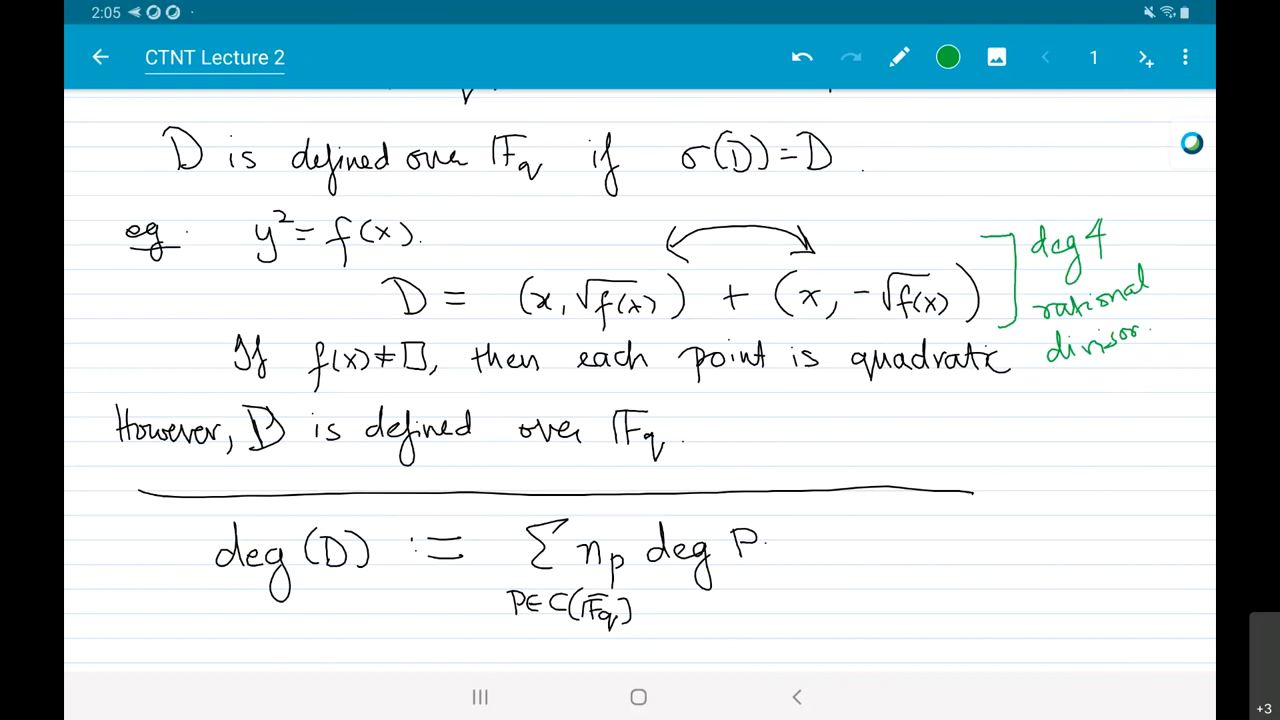 2:05
CTNT Lecture 2
1
D is defined over 𝔽q if σ(D) = D.
eg. y² = f(x).
D = (x, √f(x)) + (x, -√f(x))
deg 4
rational
divisor.
If f(x) ≠ □, then each point is quadratic
However, D is defined over 𝔽q.
deg(D) := Σ nₚ deg P.
P∈C(𝔽̄q)
+3